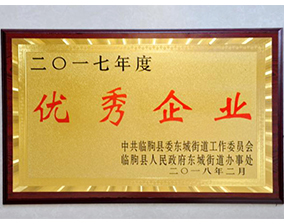 二〇一七年度
优秀企业
中共临朐县委东城街道工作委员会
临朐县人民政府东城街道办事处
二〇一八年二月